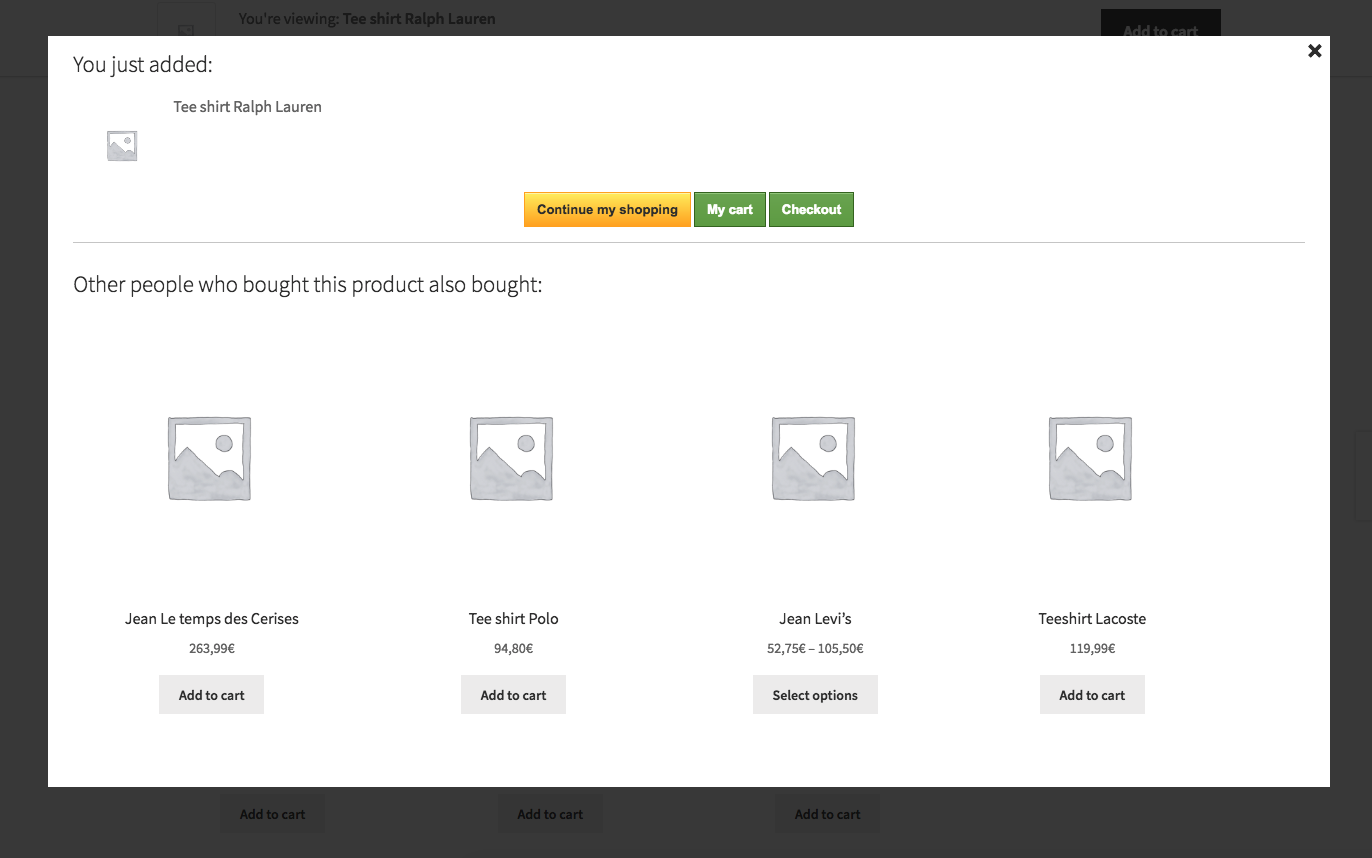 You're viewing: Tee shirt Ralph Lauren
Add to cart
You just added:
Tee shirt Ralph Lauren
Continue my shopping
My cart
Checkout
Other people who bought this product also bought:
Jean Le temps des Cerises
Tee shirt Polo
Jean Levi’s
Teeshirt Lacoste
263,99€
94,80€
52,75€ – 105,50€
119,99€
Add to cart
Add to cart
Select options
Add to cart
Add to cart
Add to cart
Add to cart